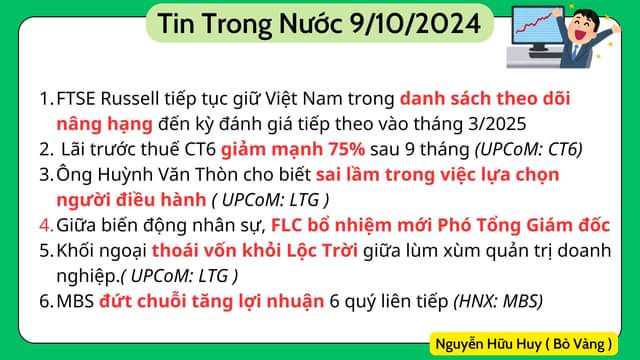 Tin Trong Nước 9/10/2024
1. FTSE Russell tiếp tục giữ Việt Nam trong danh sách theo dõi
nâng hạng đến kỳ đánh giá tiếp theo vào tháng 3/2025
2. Lãi trước thuế CT6 giảm mạnh 75% sau 9 tháng (UPCoM: CT6)
3. Ông Huỳnh Văn Thòn cho biết sai lầm trong việc lựa chọn
người điều hành ( UPCoM: LTG )
4. Giữa biến động nhân sự, FLC bổ nhiệm mới Phó Tổng Giám đốc
5. Khối ngoại thoái vốn khỏi Lộc Trời giữa lùm xùm quản trị doanh
nghiệp.( UPCoM: LTG )
6. MBS đứt chuỗi tăng lợi nhuận 6 quý liên tiếp (HNX: MBS)
Nguyễn Hữu Huy ( Bò Vàng )